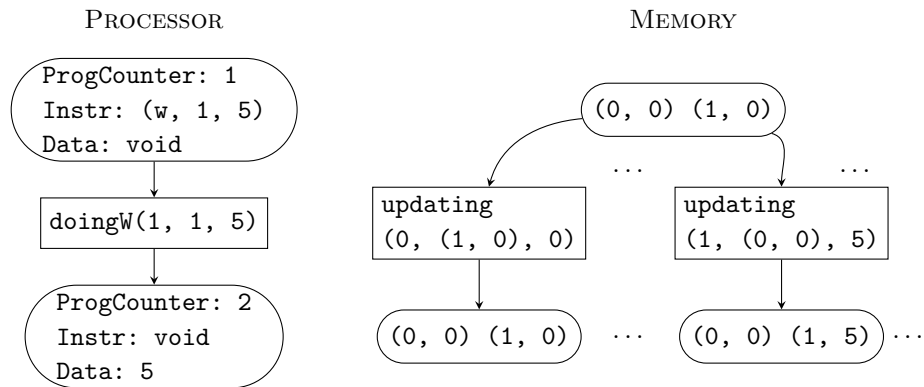 PROCESSOR
ProgCounter: 1
Instr: (w, 1, 5)
Data: void
doingW(1, 1, 5)
ProgCounter: 2
Instr: void
Data: 5
MEMORY
(0, 0) (1, 0)
... ...
updating
(0, (1, 0), 0)
updating
(1, (0, 0), 5)
(0, 0) (1, 0)
...
(0, 0) (1, 5)
...